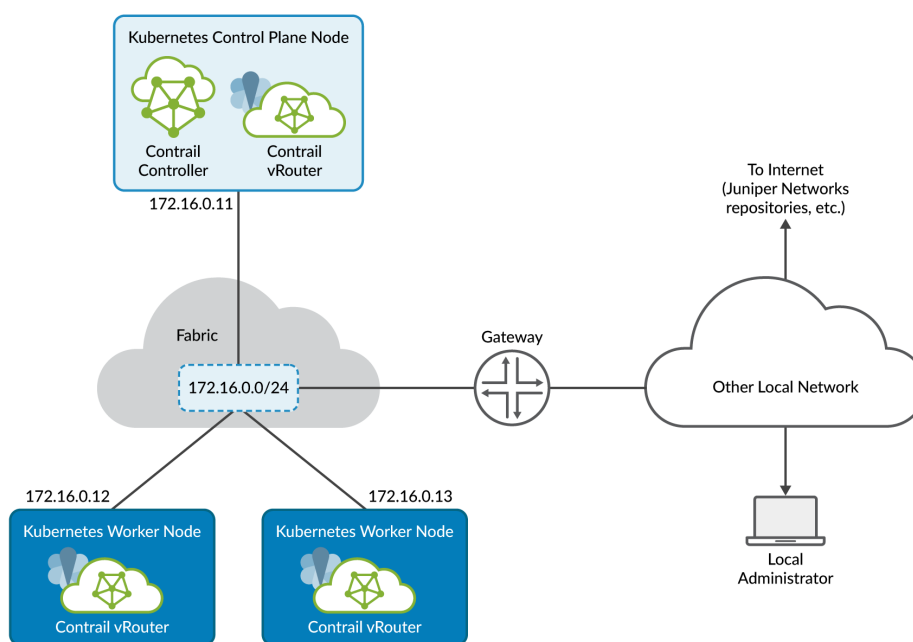 Kubernetes Control Plane Node
Contrail
Controller
Contrail
vRouter
172.16.0.11
To Internet
(Juniper Networks
repositories, etc.)
Fabric
Gateway
172.16.0.0/24
Other Local Network
172.16.0.12
172.16.0.13
Kubernetes Worker Node
Contrail vRouter
Kubernetes Worker Node
Contrail vRouter
Local
Administrator